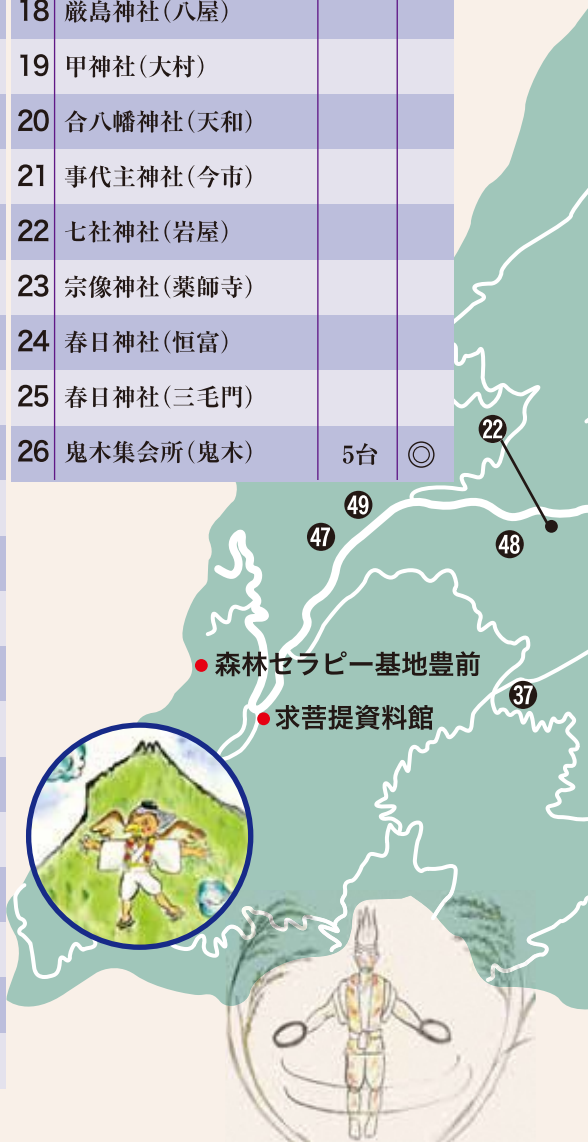 18 厳島神社(八屋)
19 甲神社(大村)
20 合八幡神社(天和)
21 事代主神社(今市)
22 七社神社(岩屋)
23 宗像神社(薬師寺)
24 春日神社(恒富)
25 春日神社(三毛門)
26 鬼木集会所(鬼木) 5台 ◎
22
49
47
48
森林セラピー基地豊前
37
求菩提資料館